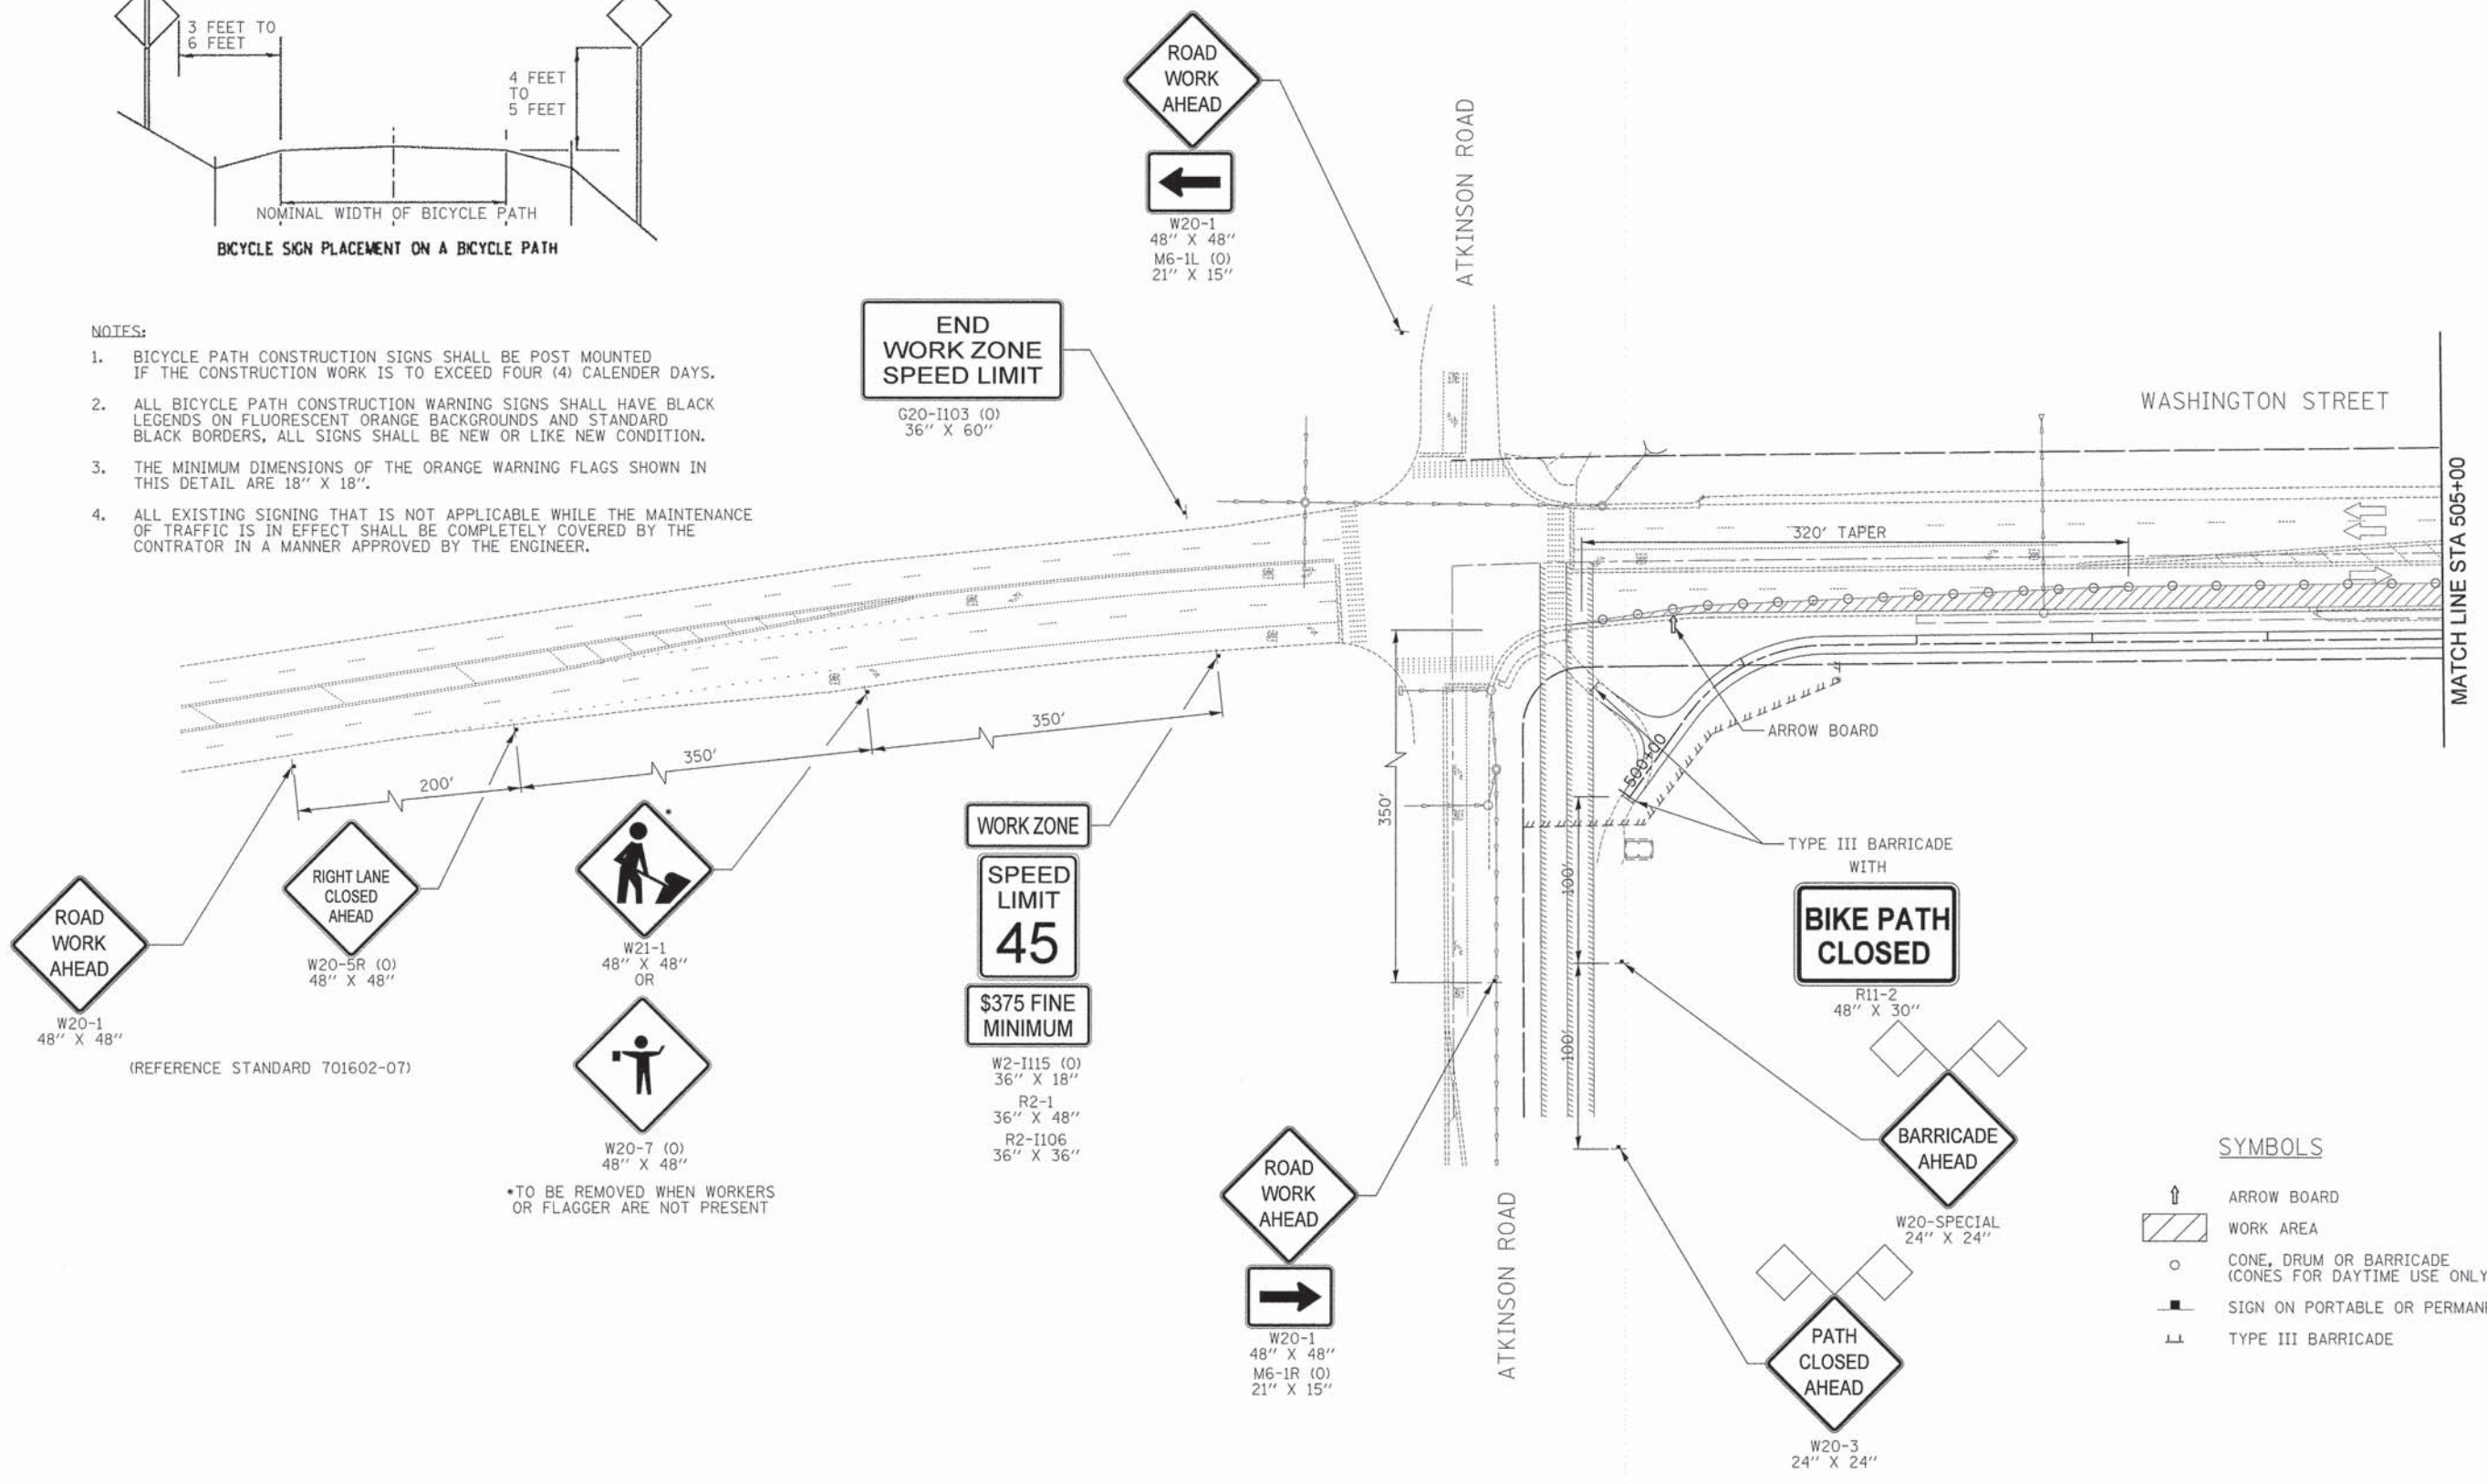 3 FEET TO
6 FEET
4 FEET
TO
5 FEET
NOMINAL WIDTH OF BICYCLE PATH
BICYCLE SIGN PLACEMENT ON A BICYCLE PATH
NOTES:
1. BICYCLE PATH CONSTRUCTION SIGNS SHALL BE POST MOUNTED
IF THE CONSTRUCTION WORK IS TO EXCEED FOUR (4) CALENDER DAYS.
2. ALL BICYCLE PATH CONSTRUCTION WARNING SIGNS SHALL HAVE BLACK
LEGENDS ON FLUORESCENT ORANGE BACKGROUNDS AND STANDARD
BLACK BORDERS, ALL SIGNS SHALL BE NEW OR LIKE NEW CONDITION.
3. THE MINIMUM DIMENSIONS OF THE ORANGE WARNING FLAGS SHOWN IN
THIS DETAIL ARE 18" X 18".
4. ALL EXISTING SIGNING THAT IS NOT APPLICABLE WHILE THE MAINTENANCE
OF TRAFFIC IS IN EFFECT SHALL BE COMPLETELY COVERED BY THE
CONTRATOR IN A MANNER APPROVED BY THE ENGINEER.
ROAD
WORK
AHEAD
W20-1
48" X 48"
M6-1L (O)
21" X 15"
ATKINSON ROAD
END
WORK ZONE
SPEED LIMIT
G20-I103 (O)
36" X 60"
WASHINGTON STREET
320' TAPER
MATCH LINE STA 505+00
200'
350'
350'
350'
ARROW BOARD
500+00
100'
100'
TYPE III BARRICADE
WITH
BIKE PATH
CLOSED
R11-2
48" X 30"
ROAD
WORK
AHEAD
W20-1
48" X 48"
RIGHT LANE
CLOSED
AHEAD
W20-5R (O)
48" X 48"
(REFERENCE STANDARD 701602-07)
*
W21-1
48" X 48"
OR
W20-7 (O)
48" X 48"
*TO BE REMOVED WHEN WORKERS
OR FLAGGER ARE NOT PRESENT
WORK ZONE
SPEED
LIMIT
45
$375 FINE
MINIMUM
W2-I115 (O)
36" X 18"
R2-1
36" X 48"
R2-I106
36" X 36"
ROAD
WORK
AHEAD
W20-1
48" X 48"
M6-1R (O)
21" X 15"
ATKINSON ROAD
BARRICADE
AHEAD
W20-SPECIAL
24" X 24"
PATH
CLOSED
AHEAD
W20-3
24" X 24"
SYMBOLS
ARROW BOARD
WORK AREA
CONE, DRUM OR BARRICADE
(CONES FOR DAYTIME USE ONLY
SIGN ON PORTABLE OR
TYPE III BARRICADE